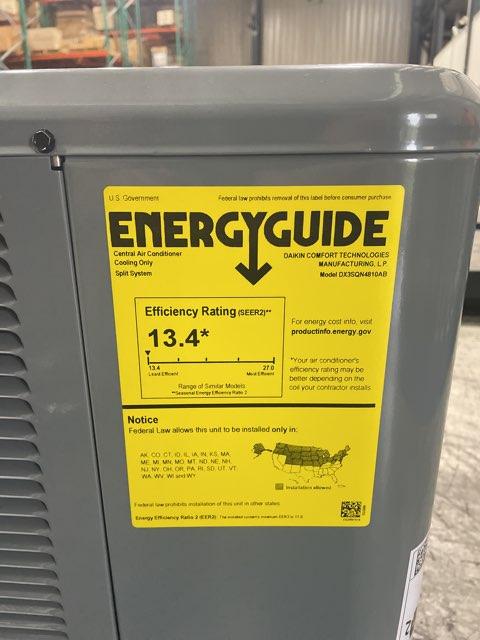 U.S. Government Federal law prohibits removal of this label before consumer purchase.
ENERGYGUIDE
Central Air Conditioner
Cooling Only
Split System
DAIKIN COMFORT TECHNOLOGIES
MANUFACTURING, L.P.
Model DX3SQN4810AB
Efficiency Rating (SEER2)**
13.4*
13.4 27.0
Least Efficient Most Efficient
Range of Similar Models
**Seasonal Energy Efficiency Ratio 2
For energy cost info, visit
productinfo.energy.gov
*Your air conditioner's
efficiency rating may be
better depending on the
coil your contractor installs.
Notice
Federal Law allows this unit to be installed only in:
AK, CO, CT, ID, IL, IA, IN, KS, MA,
ME, MI, MN, MO, MT, ND, NE, NH,
NJ, NY, OH, OR, PA, RI, SD, UT, VT,
WA, WV, WI and WY.
Installation allowed
Federal law prohibits installation of this unit in other states.
Energy Efficiency Ratio 2 (EER2): The installed system's minimum EER2 is